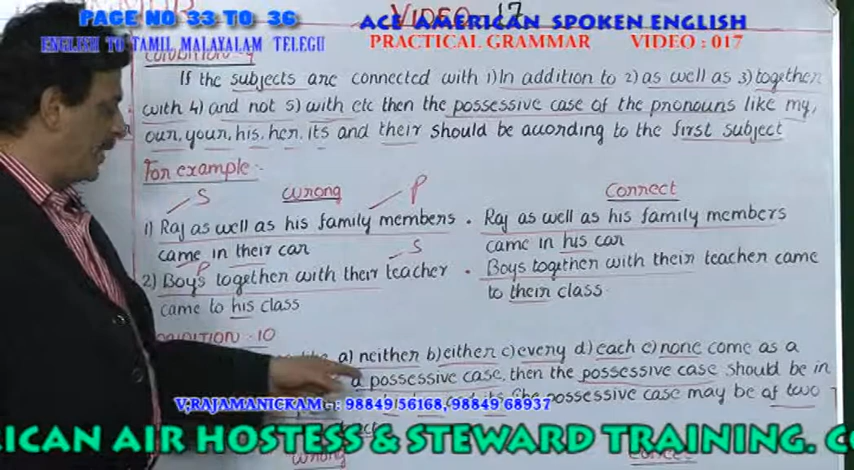 PAGE NO 33 TO 36
ACE AMERICAN SPOKEN ENGLISH
VIDEO 17
ENGLISH TO TAMIL MALAYALAM TELEGU
PRACTICAL GRAMMAR VIDEO : 017
If the subjects are connected with 1) In addition to 2) as well as 3) together
with 4) and not 5) with etc then the possessive case of the pronouns like my,
our, your, his, her, its and their should be according to the first subject
For example :-
S Wrong P Correct
1) Raj as well as his family members
came in their car
. Raj as well as his family members
came in his car
P S
2) Boys together with their teacher
came to his class
. Boys together with their teacher came
to their class
CONDITION - 10
a) neither b) either c) every d) each e) none come as a
a possessive case, then the possessive case should be in
possessive case may be of two
V.RAJAMANICKAM : 98849 56168, 98849 68937
ICAN AIR HOSTESS & STEWARD TRAINING. CO
Wrong Correct